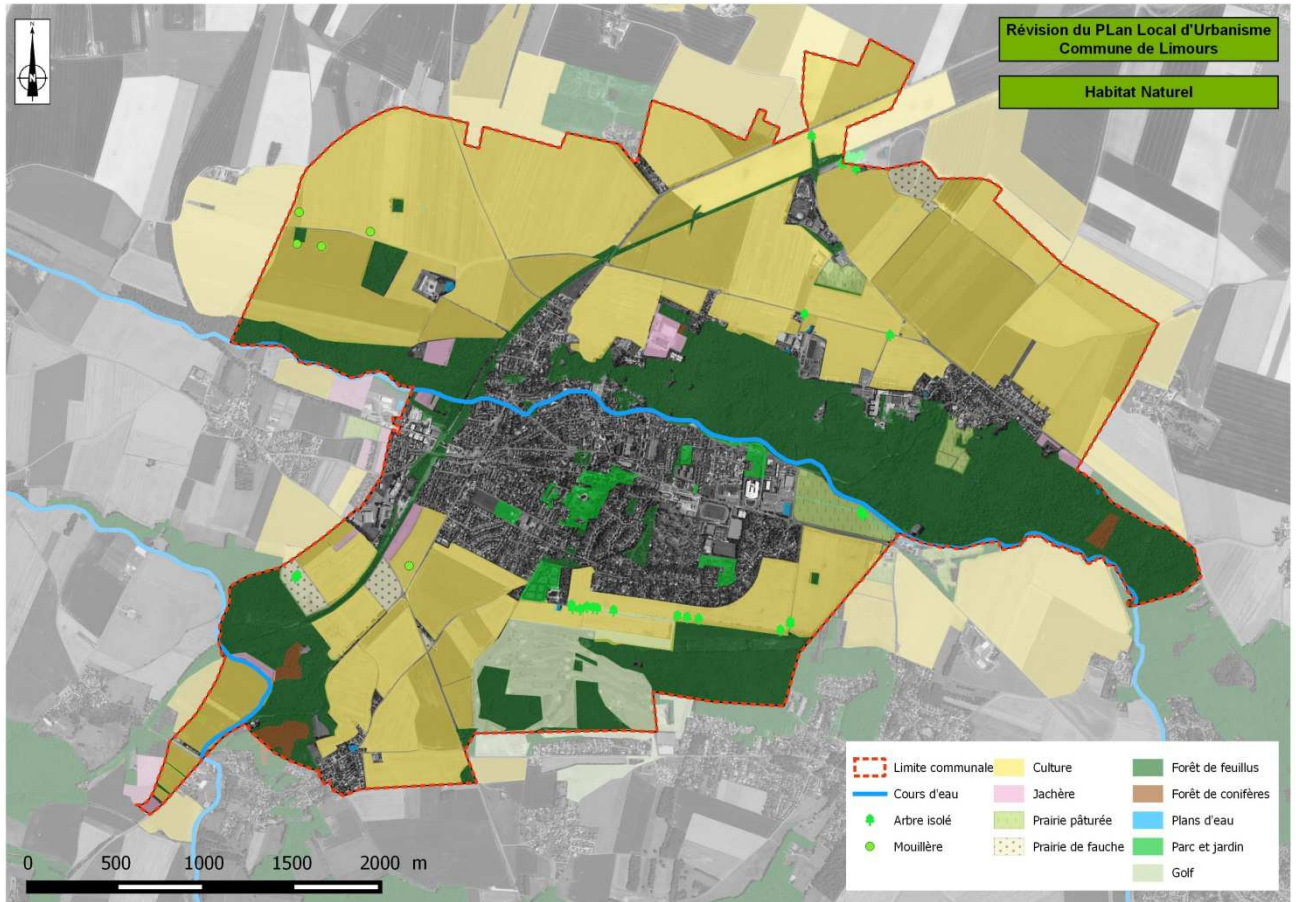 N
N
Révision du PLan Local d'Urbanisme
Commune de Limours
Habitat Naturel
Limite communale
Cours d'eau
Arbre isolé
Mouillère
Culture
Jachère
Prairie pâturée
Prairie de fauche
Forêt de feuillus
Forêt de conifères
Plans d'eau
Parc et jardin
Golf
0 500 1000 1500 2000 m